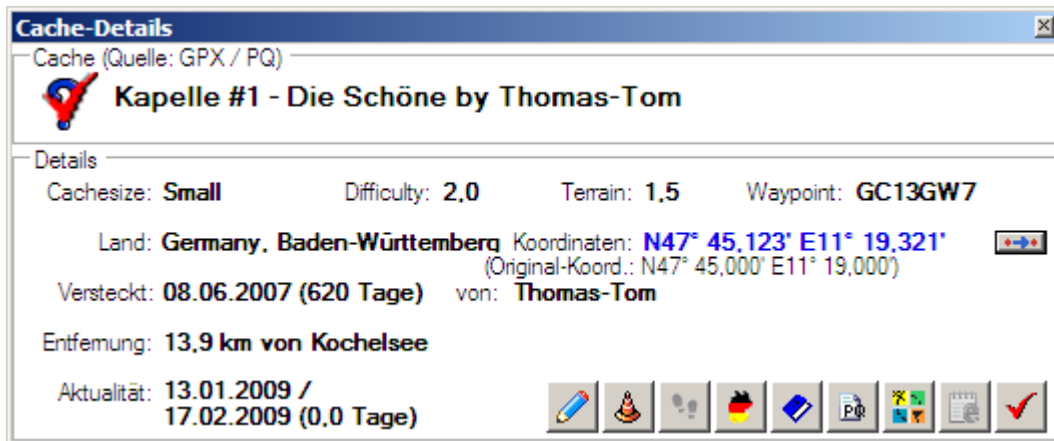 Cache-Details
Cache (Quelle: GPX / PQ)
Kapelle #1 - Die Schöne by Thomas-Tom
Details
Cachesize: Small Difficulty: 2,0 Terrain: 1,5 Waypoint: GC13GW7
Land: Germany, Baden-Württemberg Koordinaten: N47° 45,123' E11° 19,321'
(Original-Koord.: N47° 45,000' E11° 19,000')
Versteckt: 08.06.2007 (620 Tage) von: Thomas-Tom
Entfernung: 13,9 km von Kochelsee
Aktualität: 13.01.2009 /
17.02.2009 (0,0 Tage)
PQ